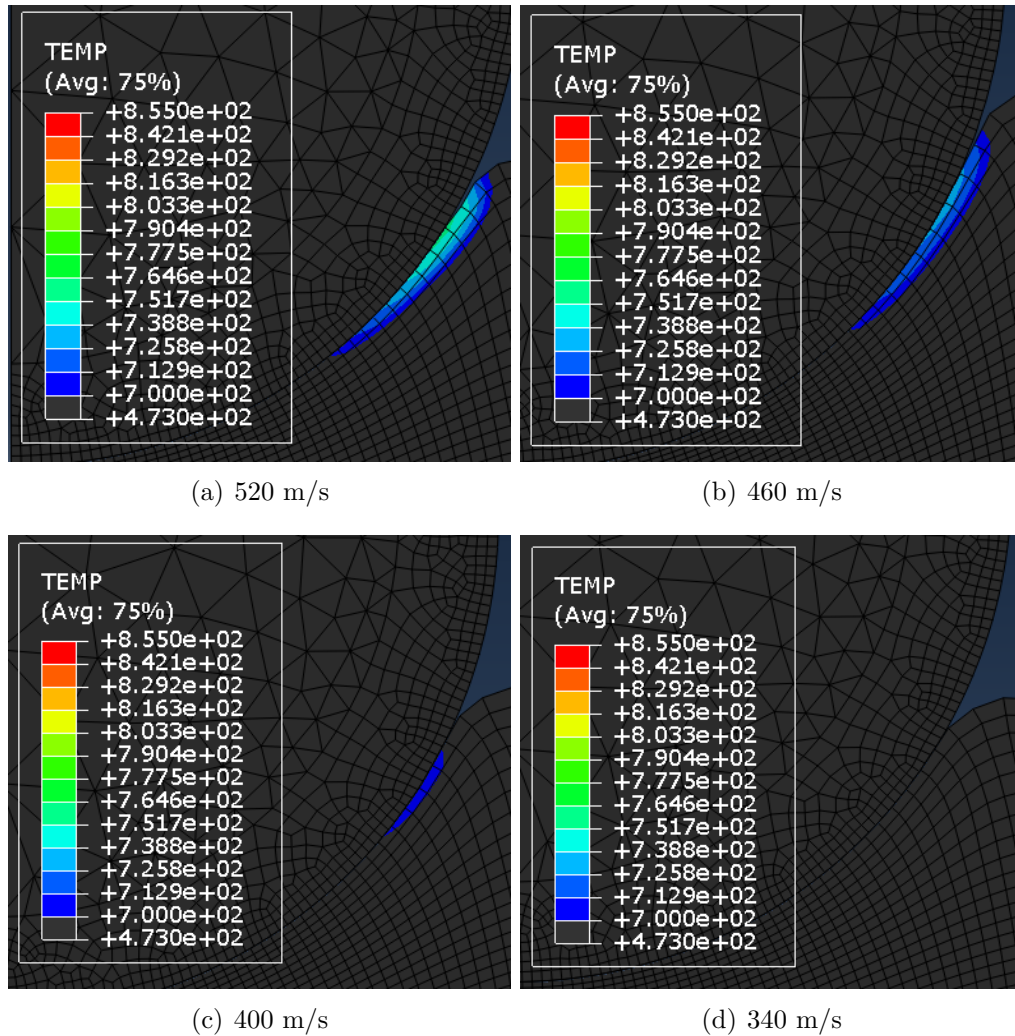 TEMP
(Avg: 75%)
+8.550e+02
+8.421e+02
+8.292e+02
+8.163e+02
+8.033e+02
+7.904e+02
+7.775e+02
+7.646e+02
+7.517e+02
+7.388e+02
+7.258e+02
+7.129e+02
+7.000e+02
+4.730e+02
(a) 520 m/s
TEMP
(Avg: 75%)
+8.550e+02
+8.421e+02
+8.292e+02
+8.163e+02
+8.033e+02
+7.904e+02
+7.775e+02
+7.646e+02
+7.517e+02
+7.388e+02
+7.258e+02
+7.129e+02
+7.000e+02
+4.730e+02
(b) 460 m/s
TEMP
(Avg: 75%)
+8.550e+02
+8.421e+02
+8.292e+02
+8.163e+02
+8.033e+02
+7.904e+02
+7.775e+02
+7.646e+02
+7.517e+02
+7.388e+02
+7.258e+02
+7.129e+02
+7.000e+02
+4.730e+02
(c) 400 m/s
TEMP
(Avg: 75%)
+8.550e+02
+8.421e+02
+8.292e+02
+8.163e+02
+8.033e+02
+7.904e+02
+7.775e+02
+7.646e+02
+7.517e+02
+7.388e+02
+7.258e+02
+7.129e+02
+7.000e+02
+4.730e+02
(d) 340 m/s